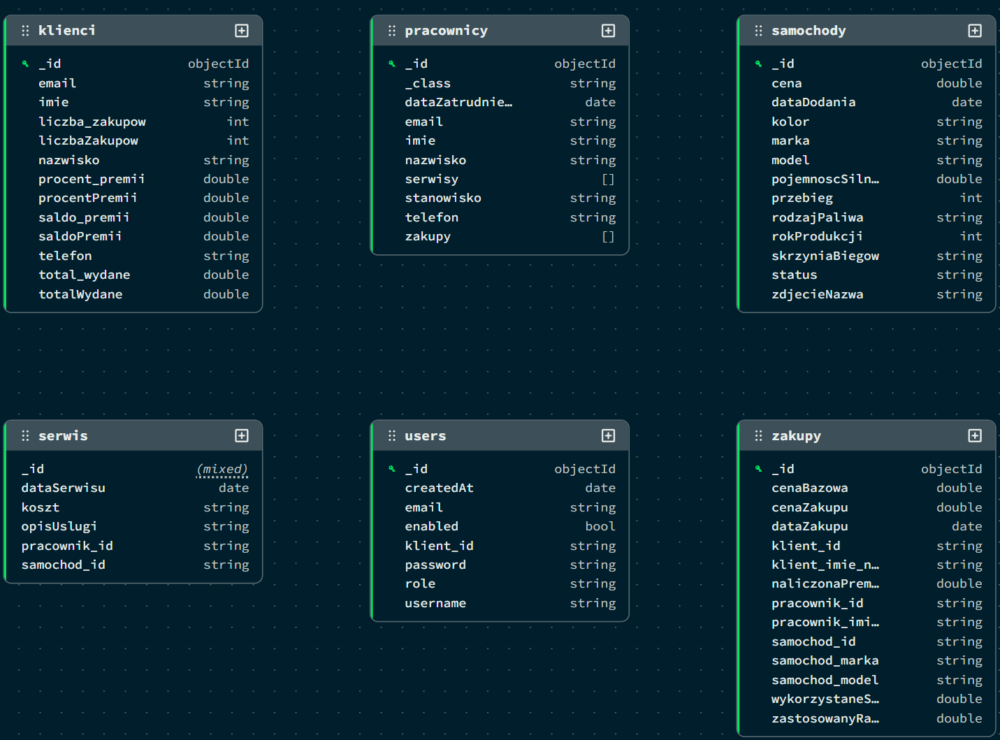 klienci
_id objectId
email string
imie string
liczba_zakupow int
liczbaZakupow int
nazwisko string
procent_premii double
procentPremii double
saldo_premii double
saldoPremii double
telefon string
total_wydane double
totalWydane double
pracownicy
_id objectId
_class string
dataZatrudnie… date
email string
imie string
nazwisko string
serwisy []
stanowisko string
telefon string
zakupy []
samochody
_id objectId
cena double
dataDodania date
kolor string
marka string
model string
pojemnoscSiln… double
przebieg int
rodzajPaliwa string
rokProdukcji int
skrzyniaBiegow string
status string
zdjecieNazwa string
serwis
_id (mixed)
dataSerwisu date
koszt string
opisUslugi string
pracownik_id string
samochod_id string
users
_id objectId
createdAt date
email string
enabled bool
klient_id string
password string
role string
username string
zakupy
_id objectId
cenaBazowa double
cenaZakupu double
dataZakupu date
klient_id string
klient_imie_n… string
naliczonaPrem… double
pracownik_id string
pracownik_imi… string
samochod_id string
samochod_marka string
samochod_model string
wykorzystaneS… double
zastosowanyRa… double